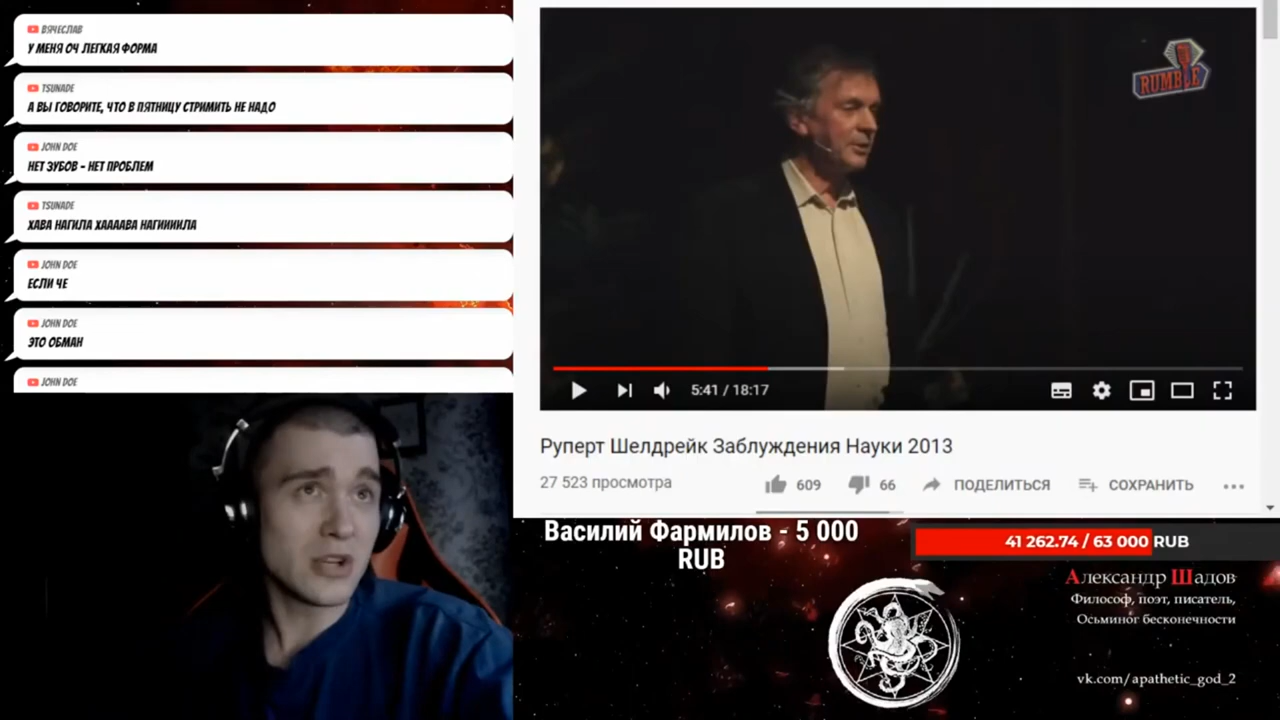 ВЯЧЕСЛАВ
У МЕНЯ ОЧ ЛЕГКАЯ ФОРМА
TSUNADE
А ВЫ ГОВОРИТЕ, ЧТО В ПЯТНИЦУ СТРИМИТЬ НЕ НАДО
JOHN DOE
НЕТ ЗУБОВ - НЕТ ПРОБЛЕМ
TSUNADE
ХАВА НАГИЛА ХААААВА НАГИИИИЛА
JOHN DOE
ЕСЛИ ЧЕ
JOHN DOE
ЭТО ОБМАН
JOHN DOE
RUMBLE
5:41 / 18:17
Руперт Шелдрейк Заблуждения Науки 2013
27 523 просмотра
609
66
ПОДЕЛИТЬСЯ
СОХРАНИТЬ
Василий Фармилов - 5 000
RUB
41 262.74 / 63 000 RUB
Александр Шадов
Философ, поэт, писатель,
Осьминог бесконечности
vk.com/apathetic_god_2